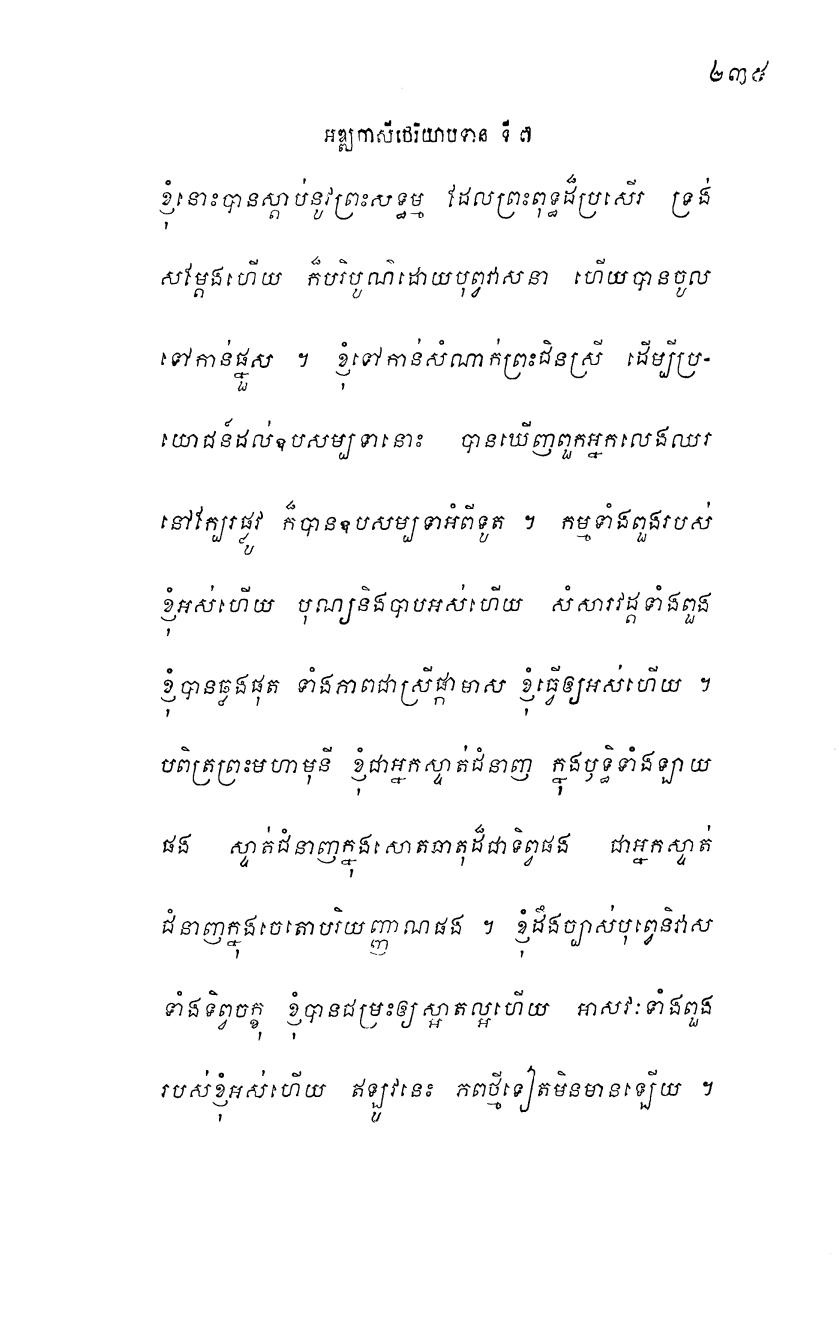 ២៣៥
អឌ្ឍកាសីថេរិយាបទាន ទី ៧
ខ្ញុំនោះបានស្តាប់នូវព្រះសទ្ធម្ម ដែលព្រះពុទ្ធដ៏ប្រសើរ ទ្រង់
សម្តែងហើយ ក៏បរិបូណ៌ដោយបុព្វវាសនា ហើយបានចូល
ទៅកាន់ផ្នួស ។ ខ្ញុំទៅកាន់សំណាក់ព្រះជិនស្រី ដើម្បីប្រ-
យោជន៍ដល់ឧបសម្បទានោះ បានឃើញពួកអ្នកលេងឈរ
នៅក្បែរផ្លូវ ក៏បានឧបសម្បទាអំពីទូត ។ កម្មទាំងពួងរបស់
ខ្ញុំអស់ហើយ បុណ្យនិងបាបអស់ហើយ សំសារវដ្តទាំងពួង
ខ្ញុំបានឆ្លងផុត ទាំងភាពជាស្រីផ្កាមាស ខ្ញុំធ្វើឲ្យអស់ហើយ ។
បពិត្រព្រះមហាមុនី ខ្ញុំជាអ្នកស្ទាត់ជំនាញ ក្នុងឫទ្ធិទាំងឡាយ
ផង ស្ទាត់ជំនាញក្នុងសោតធាតុដ៏ជាទិព្វផង ជាអ្នកស្ទាត់
ជំនាញក្នុងចេតោបរិយញ្ញាណផង ។ ខ្ញុំដឹងច្បាស់បុព្វេនិវាស
ទាំងទិព្វចក្ខុ ខ្ញុំបានជម្រះឲ្យស្អាតល្អហើយ អាសវៈទាំងពួង
របស់ខ្ញុំអស់ហើយ ឥឡូវនេះ ភពថ្មីទៀតមិនមានឡើយ ។